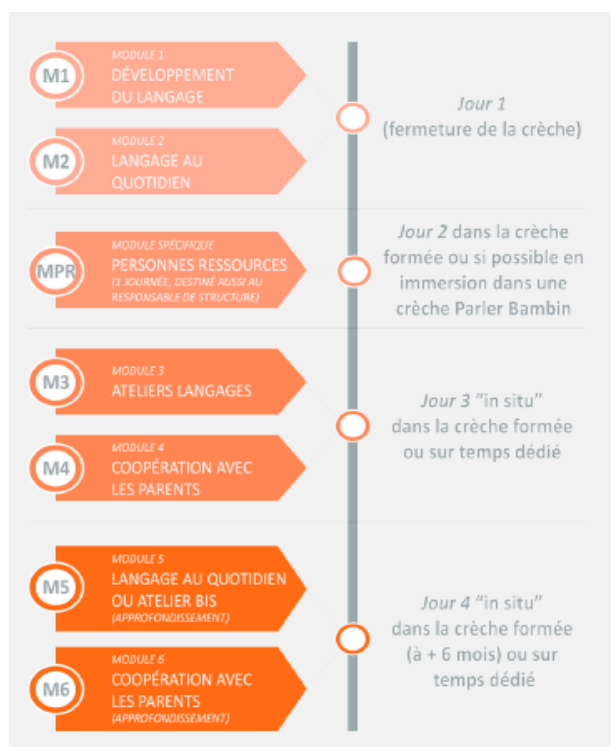 M1
MODULE 1
DÉVELOPPEMENT
DU LANGAGE
M2
MODULE 2
LANGAGE AU
QUOTIDIEN
Jour 1
(fermeture de la crèche)
MPR
MODULE SPÉCIFIQUE
PERSONNES RESSOURCES
(1 JOURNÉE, DESTINÉ AUSSI AU
RESPONSABLE DE STRUCTURE)
Jour 2 dans la crèche
formée ou si possible en
immersion dans une
crèche Parler Bambin
M3
MODULE 3
ATELIERS LANGAGES
M4
MODULE 4
COOPÉRATION AVEC
LES PARENTS
Jour 3 "in situ"
dans la crèche formée
ou sur temps dédié
M5
MODULE 5
LANGAGE AU QUOTIDIEN
OU ATELIER BIS
(APPROFONDISSEMENT)
M6
MODULE 6
COOPÉRATION AVEC
LES PARENTS
(APPROFONDISSEMENT)
Jour 4 "in situ"
dans la crèche formée
(à + 6 mois) ou sur
temps dédié